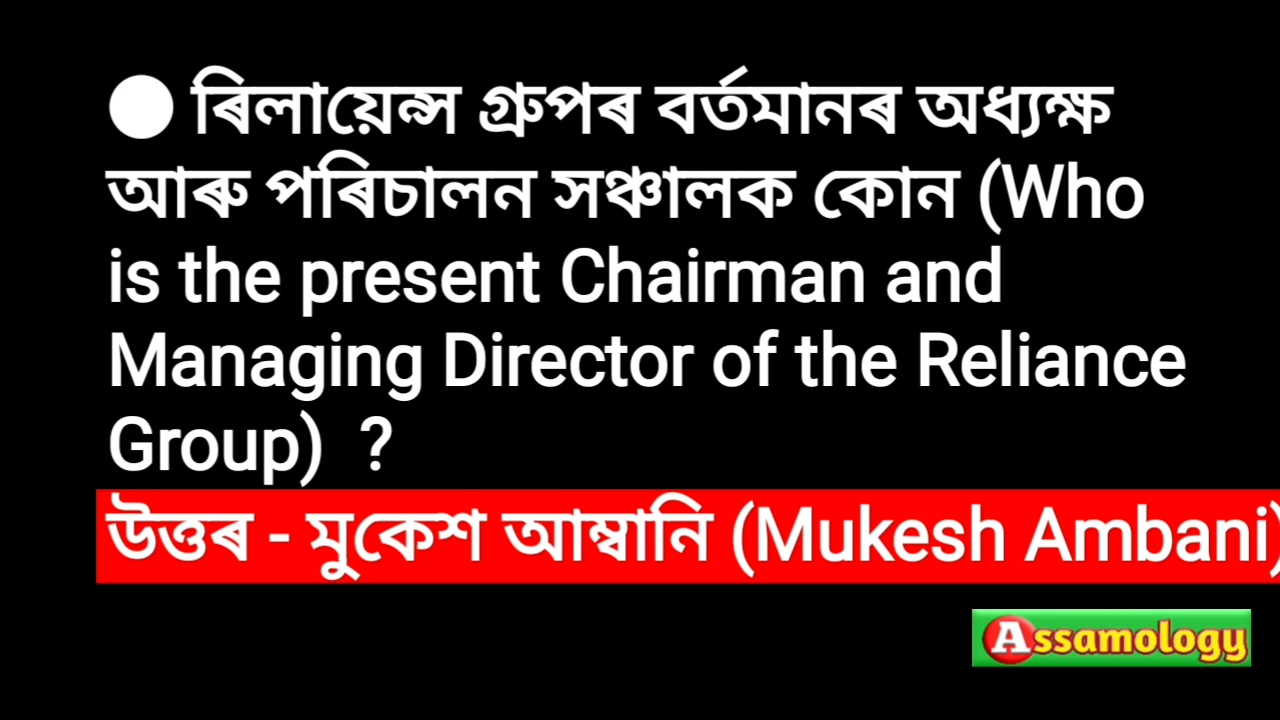 ● ৰিলায়েন্স গ্ৰুপৰ বৰ্তমানৰ অধ্যক্ষ
আৰু পৰিচালন সঞ্চালক কোন (Who
is the present Chairman and
Managing Director of the Reliance
Group) ?
উত্তৰ - মুকেশ আম্বানি (Mukesh Ambani)
Assamology